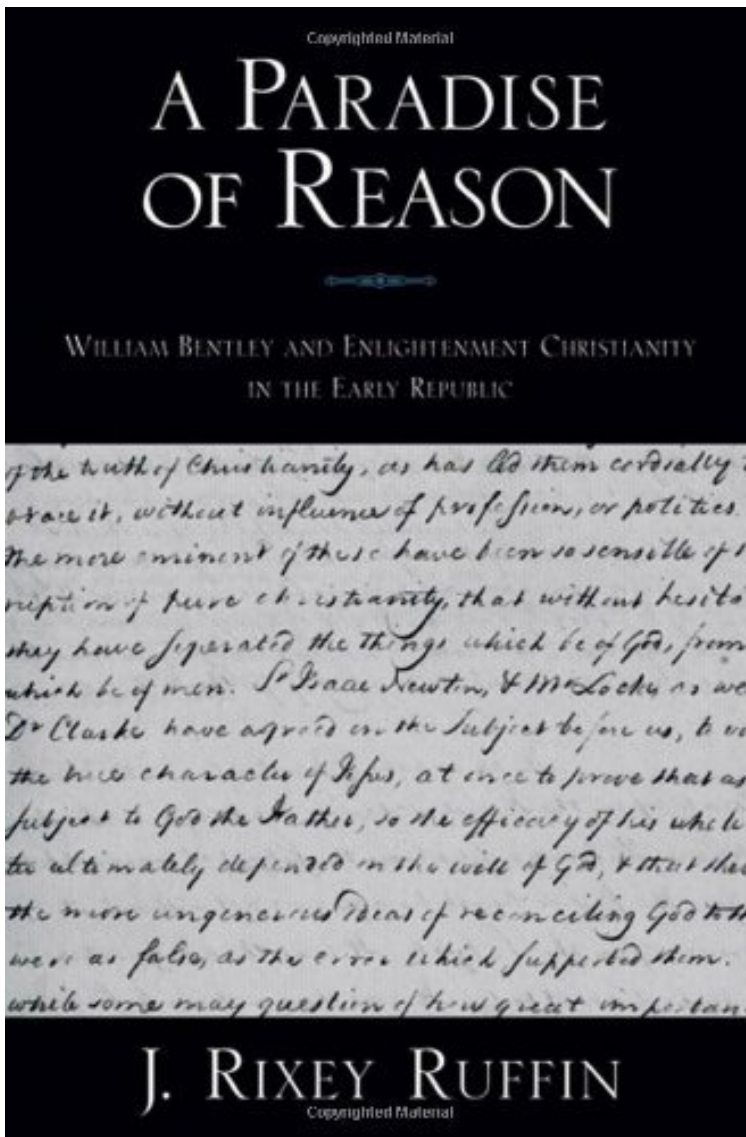 Copyrighted Material
A PARADISE
OF REASON
WILLIAM BENTLEY AND ENLIGHTENMENT CHRISTIANITY
IN THE EARLY REPUBLIC
of the truth of Christianity, as has led them cordially
brace it, without influence of profession, or politics
The more eminent of these have been so sensible of
ruption of pure christianity, that without hesita
they have seperated the things which be of God, from
which be of men. Sr Isaac Newton, & Mr Locke as we
Dr Clarke have agreed on the Subject before us, to
the true character of Jesus, at once to prove that as
subject to God the Father, so the efficacy of his whole
ultimately depended on the will of God, & that
the more ungenerous ideas of reconciling God to
were as false, as the error which supported them.
while some may question of how great importan
J. RIXEY RUFFIN
Copyrighted Material